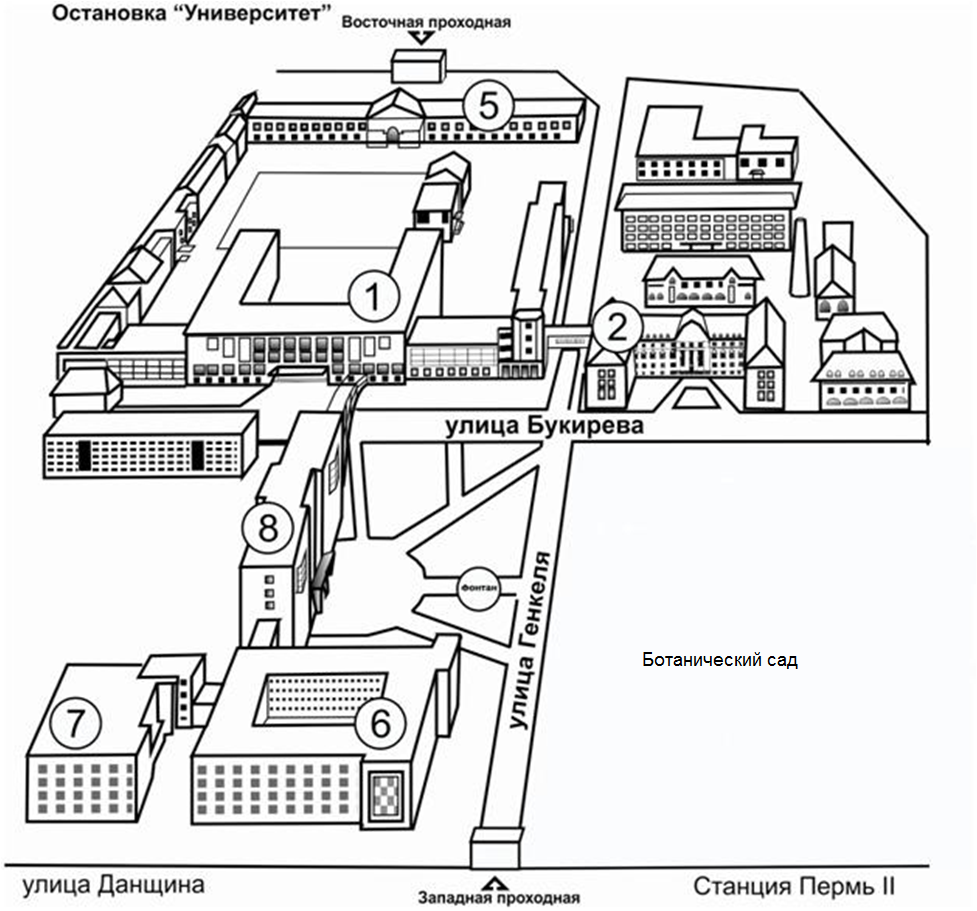 Остановка “Университет”
Восточная проходная
5
1
2
улица Букирева
8
фонтан
улица Генкеля
Ботанический сад
7
6
улица Данщина
Западная проходная
Станция Пермь II